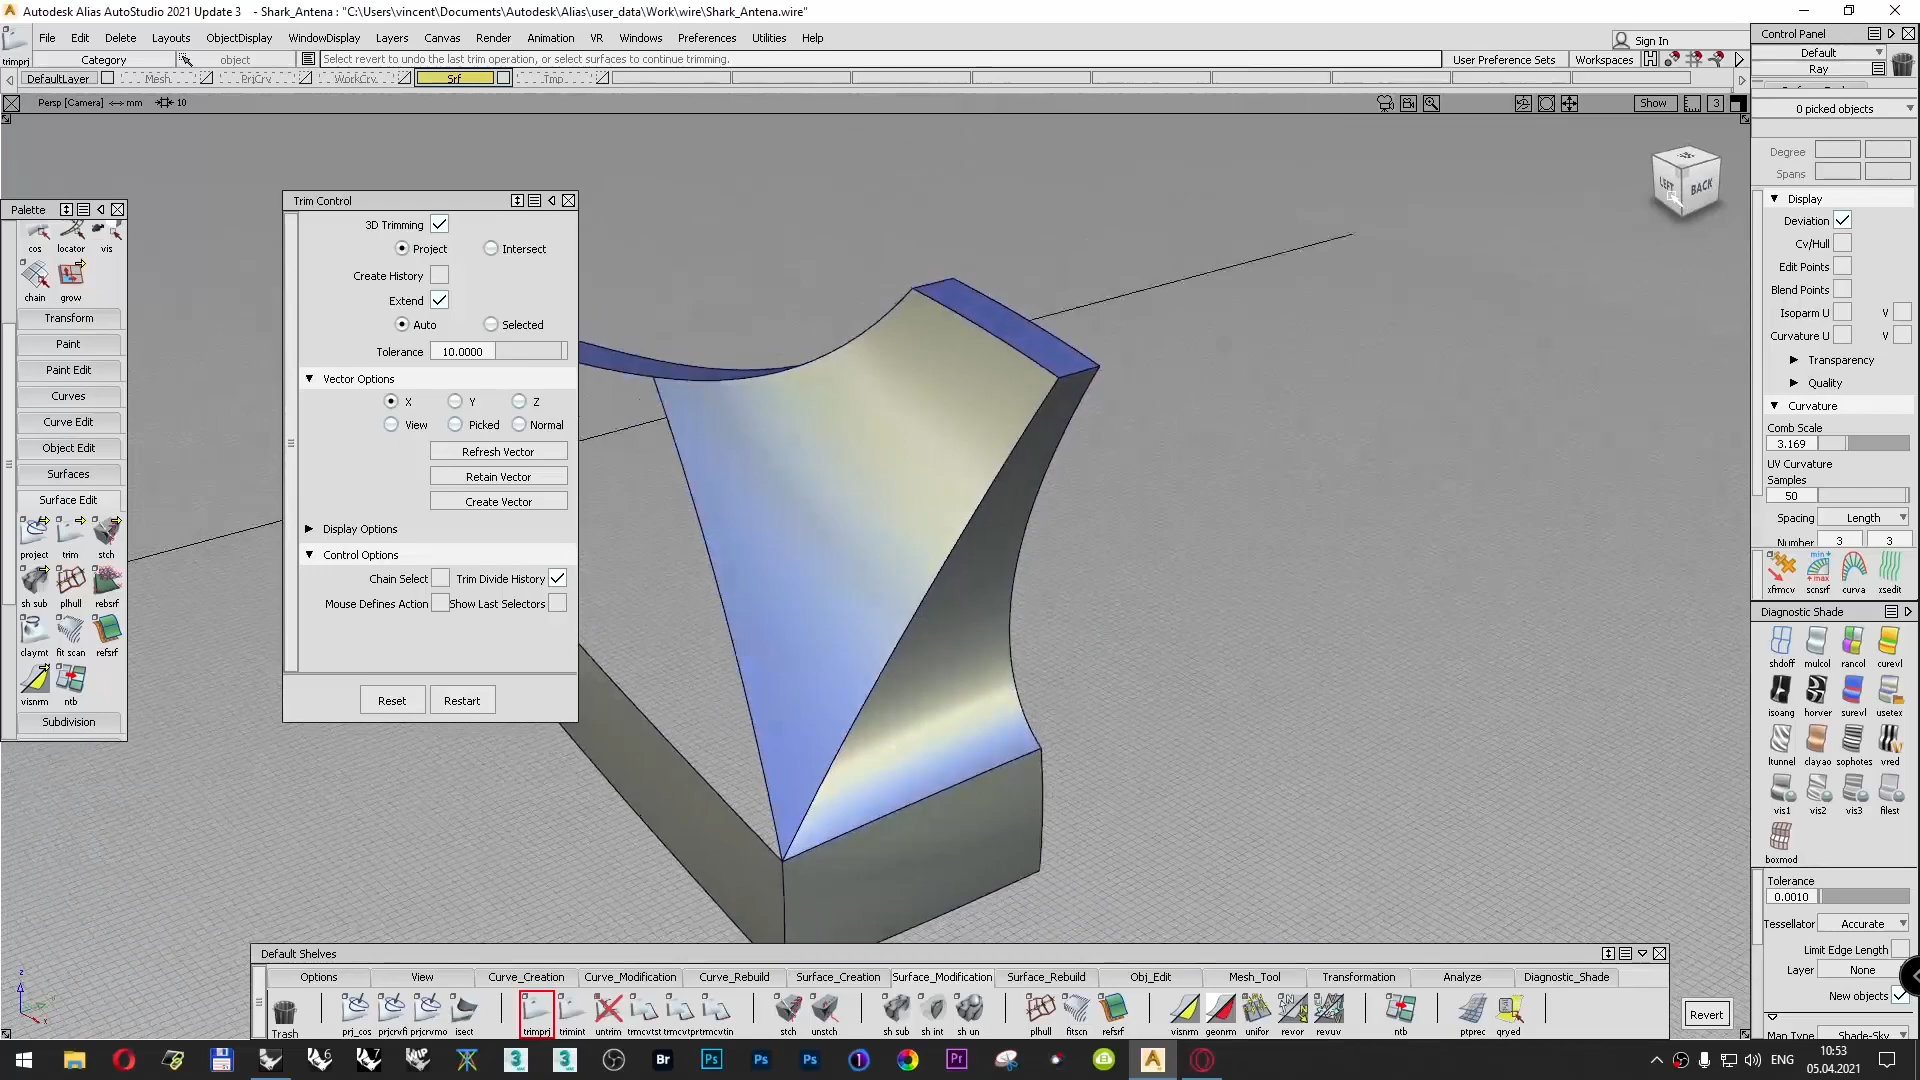 Autodesk Alias AutoStudio 2021 Update 3 - Shark_Antena : "C:\Users\vincent\Documents\Autodesk\Alias\user_data\Work\wire\Shark_Antena.wire"
File Edit Delete Layouts ObjectDisplay WindowDisplay Layers Canvas Render Animation VR Windows Preferences Utilities Help
Sign In
trimprj Category object Select revert to undo the last trim operation, or select surfaces to continue trimming. User Preference Sets Workspaces
DefaultLayer Mesh PrjCrv WorkCrv Srf Tmp
Persp [Camera] mm 10 Show 3
Control Panel
Default
Ray
0 picked objects
Degree
Spans
Display
Deviation
Cv/Hull
Edit Points
Blend Points
Isoparm U V
Curvature U V
Transparency
Quality
Curvature
Comb Scale
3.169
UV Curvature
Samples
50
Spacing Length
Number 3 3
xfrmcv scnsrf curva xsedit
Diagnostic Shade
shdoff mulcol rancol curevl
isoang horver surevl usetex
ltunnel clayao sophotes vred
vis1 vis2 vis3 filest
boxmod
Tolerance
0.0010
Tessellator Accurate
Limit Edge Length
Layer None
New objects
Map Type Shade-Sky
LEFT BACK
Palette
cos locator vis
chain grow
Transform
Paint
Paint Edit
Curves
Curve Edit
Object Edit
Surfaces
Surface Edit
project trim stch
sh sub plhull rebsrf
claymt fit scan refsrf
visnrm ntb
Subdivision
Trim Control
3D Trimming
Project Intersect
Create History
Extend
Auto Selected
Tolerance 10.0000
Vector Options
X Y Z
View Picked Normal
Refresh Vector
Retain Vector
Create Vector
Display Options
Control Options
Chain Select Trim Divide History
Mouse Defines Action Show Last Selectors
Reset Restart
z
Default Shelves
Options View Curve_Creation Curve_Modification Curve_Rebuild Surface_Creation Surface_Modification Surface_Rebuild Obj_Edit Mesh_Tool Transformation Analyze Diagnostic_Shade
Trash prj_cos prjcrvfi prjcrvmo isect trimprj trimint untrim trmcvtst trmcvtpr trmcvtin stch unstch sh sub sh int sh un plhull fitscn refsrf visnrm geonrm unifor revor revuv ntb ptprec qryed
Revert
Br Ps Ps Ps Pr
ENG
10:53
05.04.2021